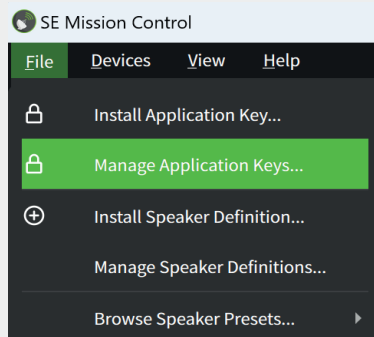 SE Mission Control
File Devices View Help
Install Application Key...
Manage Application Keys...
Install Speaker Definition...
Manage Speaker Definitions...
Browse Speaker Presets...